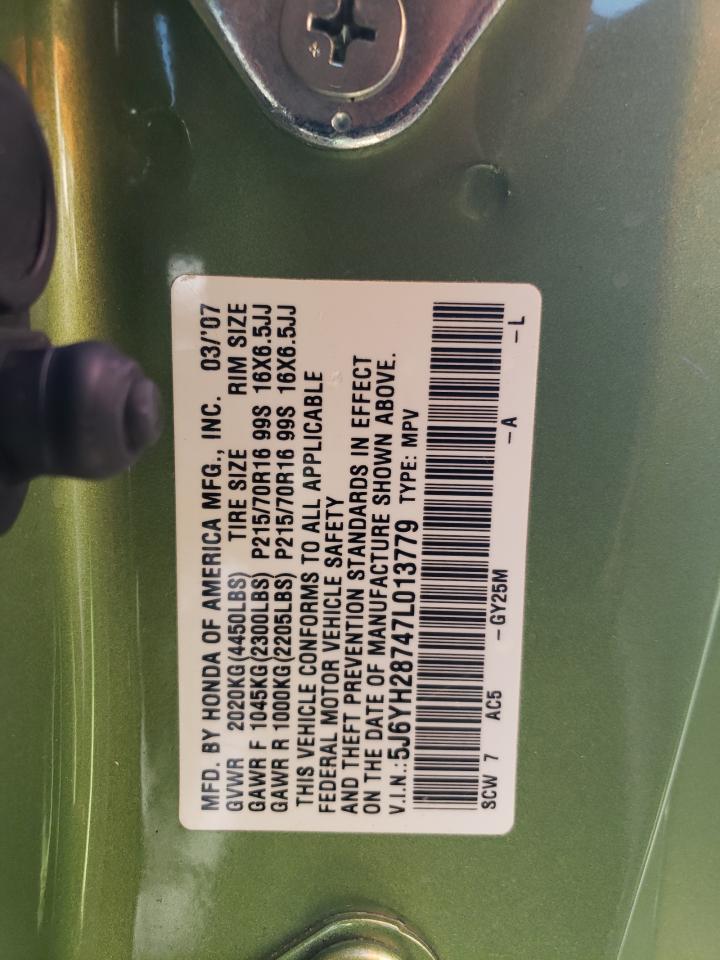 MFD. BY HONDA OF AMERICA MFG., INC. 03/'07
GVWR 2020KG(4450LBS) TIRE SIZE RIM SIZE
GAWR F 1045KG(2300LBS) P215/70R16 99S 16X6.5JJ
GAWR R 1000KG(2205LBS) P215/70R16 99S 16X6.5JJ
THIS VEHICLE CONFORMS TO ALL APPLICABLE
FEDERAL MOTOR VEHICLE SAFETY
AND THEFT PREVENTION STANDARDS IN EFFECT
ON THE DATE OF MANUFACTURE SHOWN ABOVE.
V.I.N.:5J6YH28747L013779 TYPE: MPV
SCW 7 AC5 -GY25M -A -L